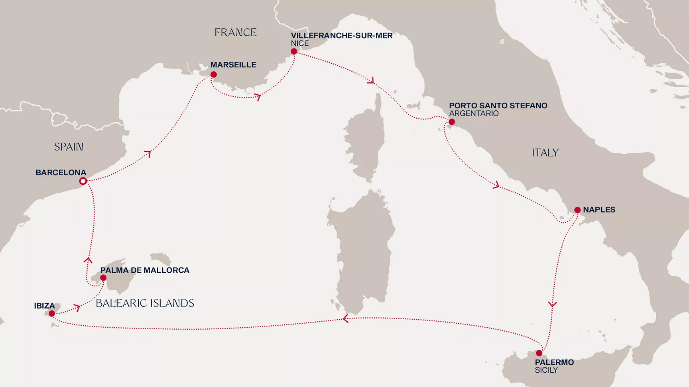 FRANCE
VILLEFRANCHE-SUR-MER
NICE
MARSEILLE
PORTO SANTO STEFANO
ARGENTARIO
SPAIN
ITALY
BARCELONA
NAPLES
PALMA DE MALLORCA
IBIZA
BALEARIC ISLANDS
PALERMO
SICILY